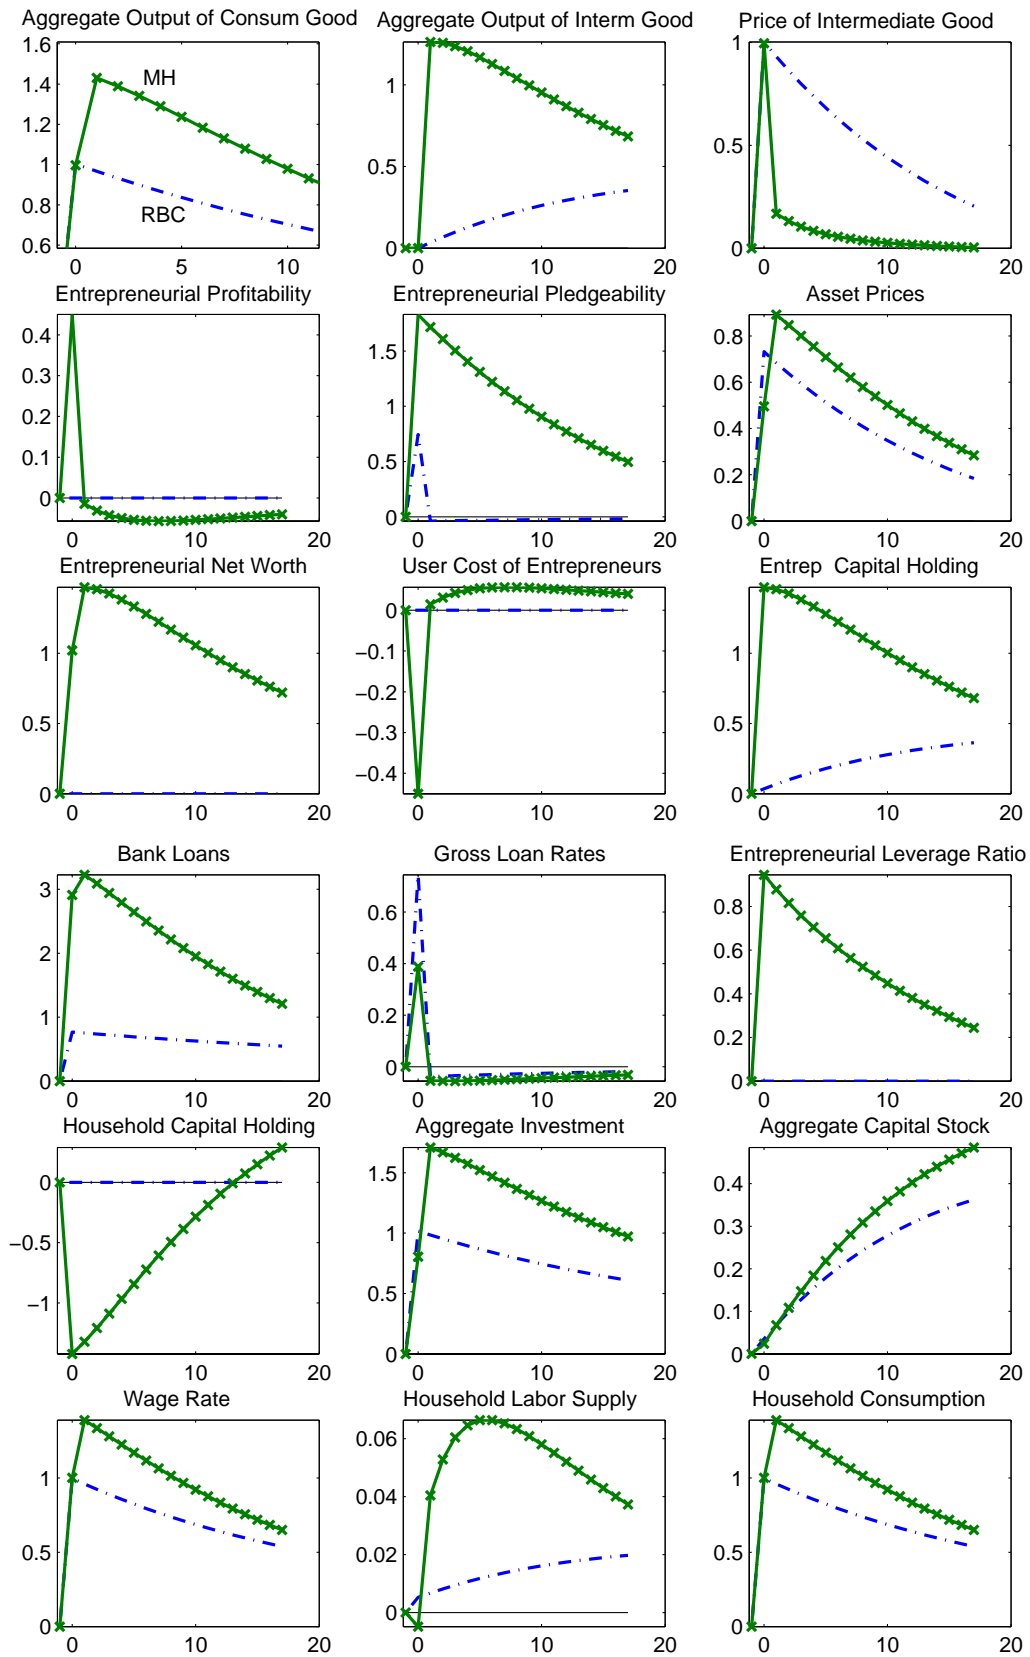 Aggregate Output of Consum Good
Aggregate Output of Interm Good
Price of Intermediate Good
1.6
1.4
1.2
1
0.8
0.6
MH
RBC
0 5 10
1
0.5
0
0 10 20
1
0.5
0
0 10 20
Entrepreneurial Profitability
Entrepreneurial Pledgeability
Asset Prices
0.4
0.3
0.2
0.1
0
0 10 20
1.5
1
0.5
0
0 10 20
0.8
0.6
0.4
0.2
0
0 10 20
Entrepreneurial Net Worth
User Cost of Entrepreneurs
Entrep Capital Holding
1
0.5
0
0 10 20
0
−0.1
−0.2
−0.3
−0.4
0 10 20
1
0.5
0
0 10 20
Bank Loans
Gross Loan Rates
Entrepreneurial Leverage Ratio
3
2
1
0
0 10 20
0.6
0.4
0.2
0
0 10 20
0.8
0.6
0.4
0.2
0
0 10 20
Household Capital Holding
Aggregate Investment
Aggregate Capital Stock
0
−0.5
−1
0 10 20
1.5
1
0.5
0
0 10 20
0.4
0.3
0.2
0.1
0
0 10 20
Wage Rate
Household Labor Supply
Household Consumption
1
0.5
0
0 10 20
0.06
0.04
0.02
0
0 10 20
1
0.5
0
0 10 20